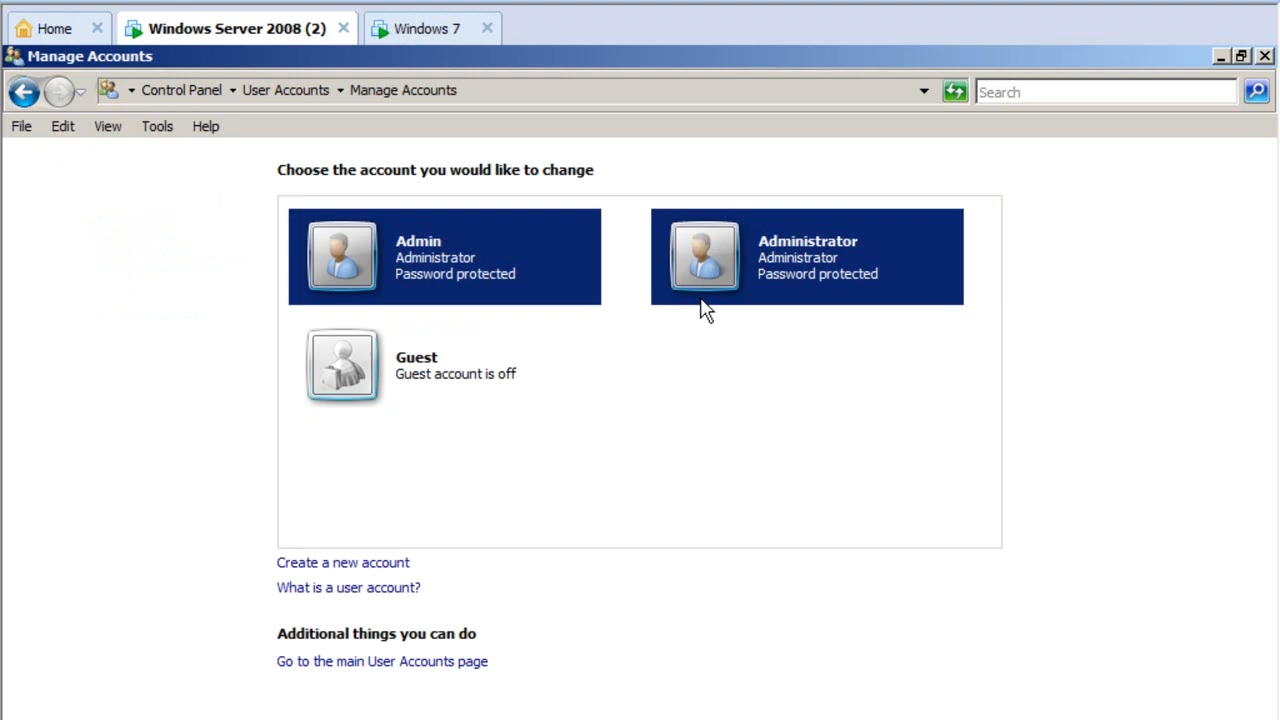 Home
Windows Server 2008 (2)
Windows 7
Manage Accounts
Control Panel
User Accounts
Manage Accounts
Search
File
Edit
View
Tools
Help
Choose the account you would like to change
Admin
Administrator
Password protected
Administrator
Administrator
Password protected
Guest
Guest account is off
Create a new account
What is a user account?
Additional things you can do
Go to the main User Accounts page